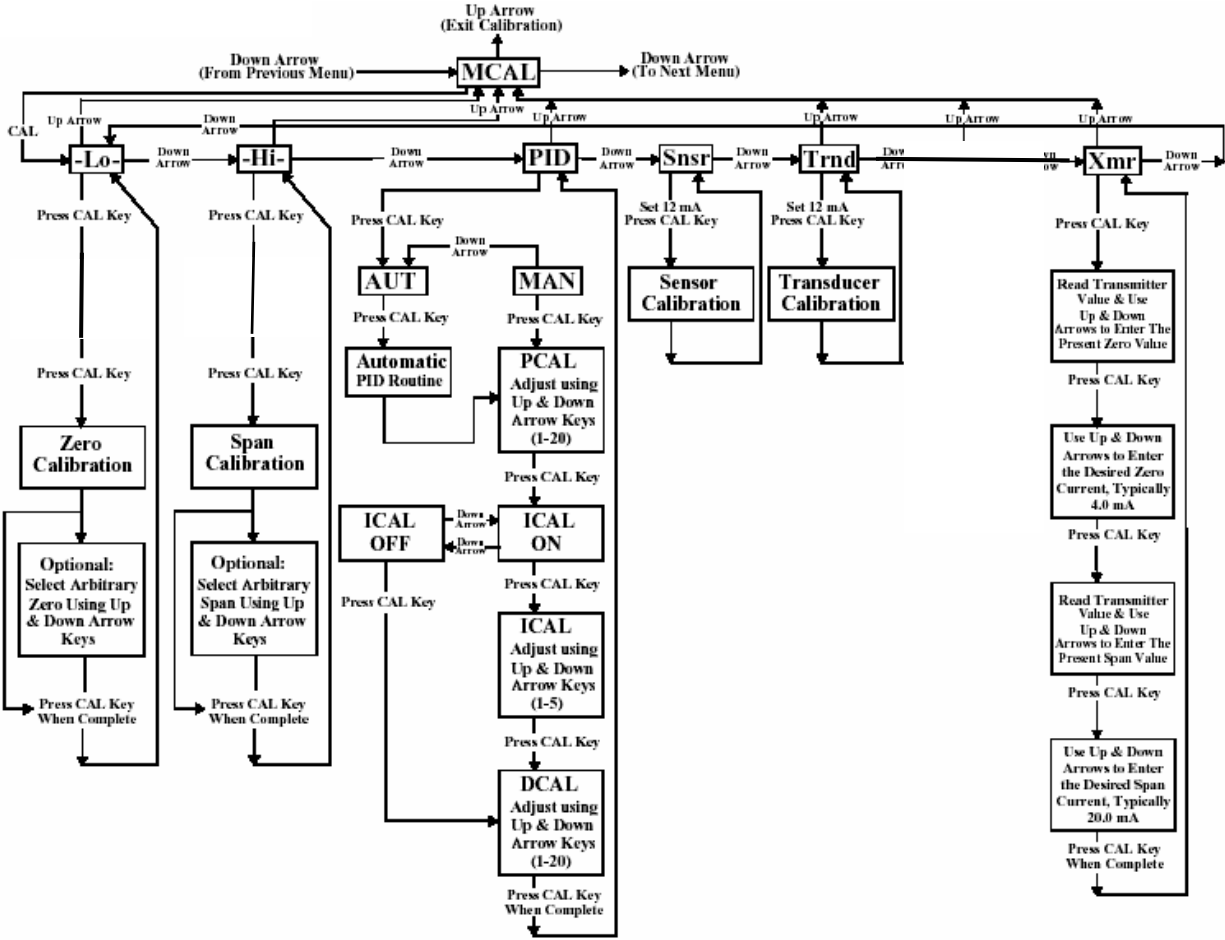 Up Arrow
(Exit Calibration)
Down Arrow
(From Previous Menu)
MCAL
Down Arrow
(To Next Menu)
CAL
Up Arrow
Down
Arrow
Up Arrow
Up Arrow
Up Arrow
Up Arrow
Up Arrow
-Lo-
Down
Arrow
-Hi-
Down
Arrow
PID
Down
Arrow
Snsr
Down
Arrow
Trnd
Xmr
Down
Arrow
Press CAL Key
Press CAL Key
Zero
Calibration
Optional:
Select Arbitrary
Zero Using Up
& Down Arrow
Keys
Press CAL Key
When Complete
Press CAL Key
Press CAL Key
Span
Calibration
Optional:
Select Arbitrary
Span Using Up
& Down Arrow
Keys
Press CAL Key
When Complete
Press CAL Key
Down
Arrow
AUT
MAN
Press CAL Key
Press CAL Key
Automatic
PID Routine
PCAL
Adjust using
Up & Down
Arrow Keys
(1-20)
Press CAL Key
ICAL
OFF
Down
Arrow
Down
Arrow
ICAL
ON
Press CAL Key
Press CAL Key
ICAL
Adjust using
Up & Down
Arrow Keys
(1-5)
Press CAL Key
DCAL
Adjust using
Up & Down
Arrow Keys
(1-20)
Press CAL Key
When Complete
Set 12 mA
Press CAL Key
Sensor
Calibration
Set 12 mA
Press CAL Key
Transducer
Calibration
Press CAL Key
Read Transmitter
Value & Use
Up & Down
Arrows to Enter The
Present Zero Value
Press CAL Key
Use Up & Down
Arrows to Enter
the Desired Zero
Current, Typically
4.0 mA
Press CAL Key
Read Transmitter
Value & Use
Up & Down
Arrows to Enter The
Present Span Value
Press CAL Key
Use Up & Down
Arrows to Enter
the Desired Span
Current, Typically
20.0 mA
Press CAL Key
When Complete